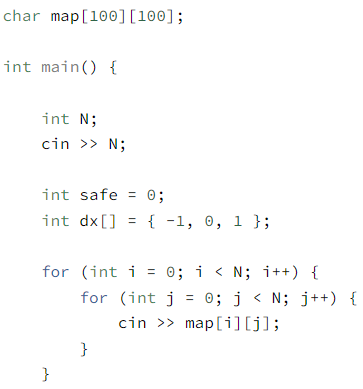 char map[100][100];
int main() {
int N;
cin >> N;
int safe = 0;
int dx[] = { -1, 0, 1 };
for (int i = 0; i < N; i++) {
for (int j = 0; j < N; j++) {
cin >> map[i][j];
}
}